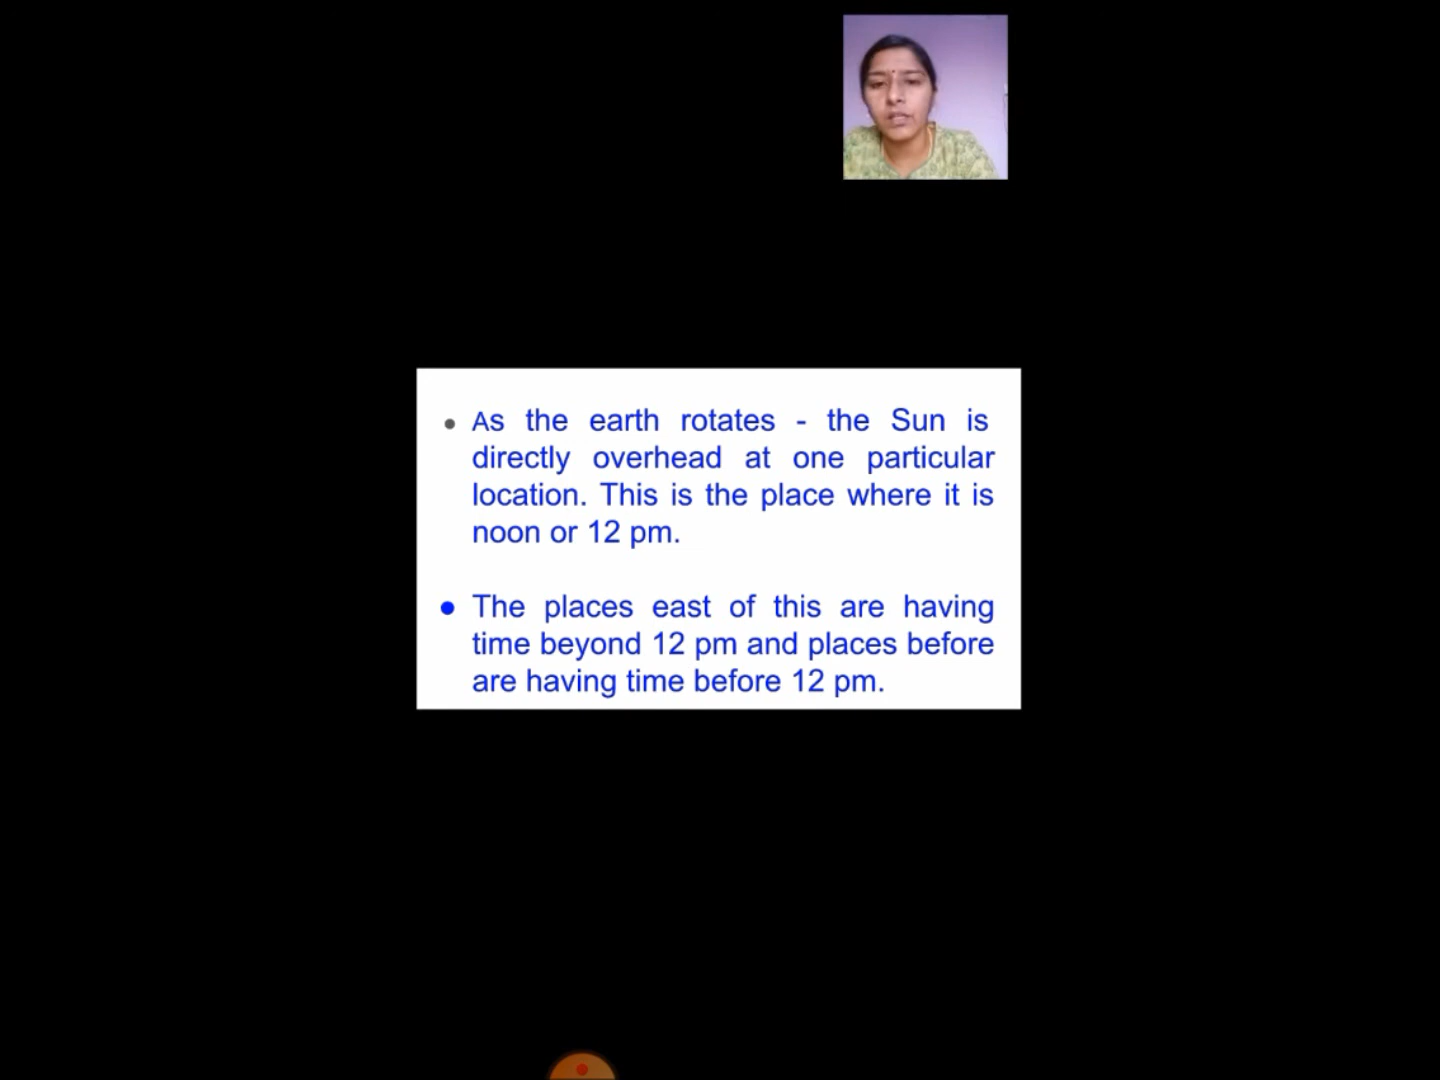 As the earth rotates - the Sun is
directly overhead at one particular
location. This is the place where it is
noon or 12 pm.
The places east of this are having
time beyond 12 pm and places before
are having time before 12 pm.